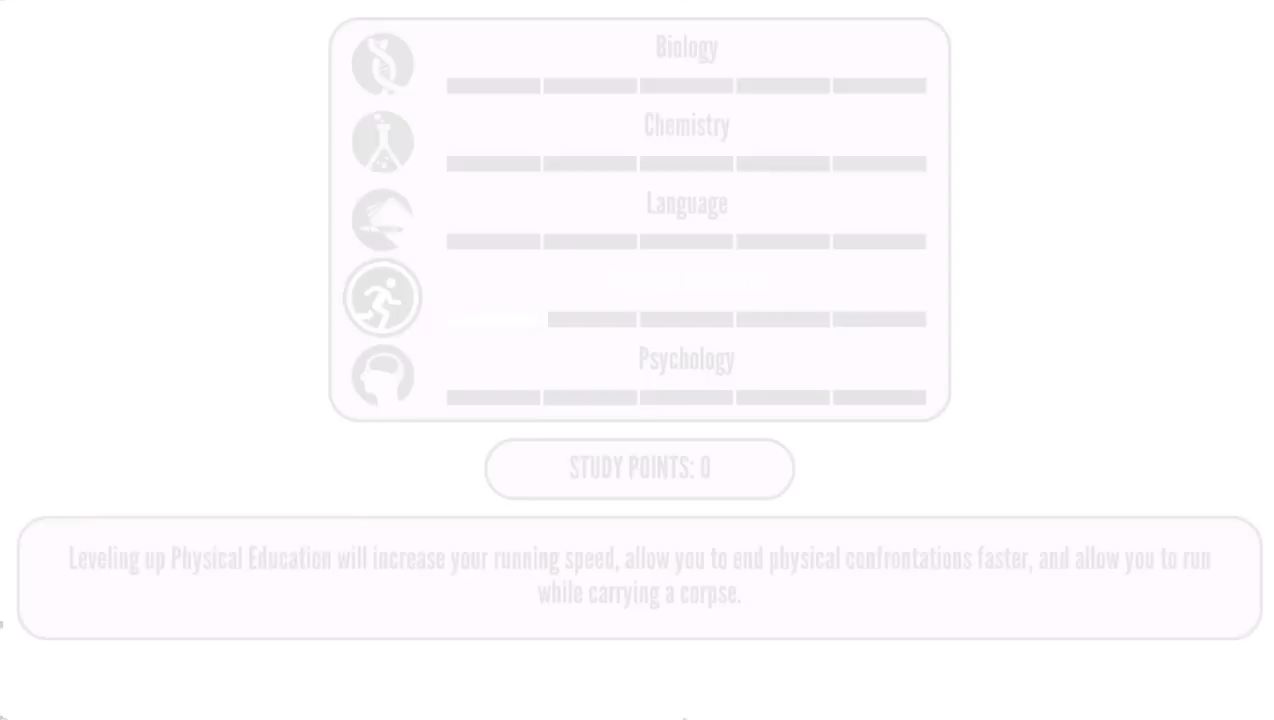 Biology
Chemistry
Language
Psychology
STUDY POINTS: 0
Leveling up Physical Education will increase your running speed, allow you to end physical confrontations faster, and allow you to run
while carrying a corpse.